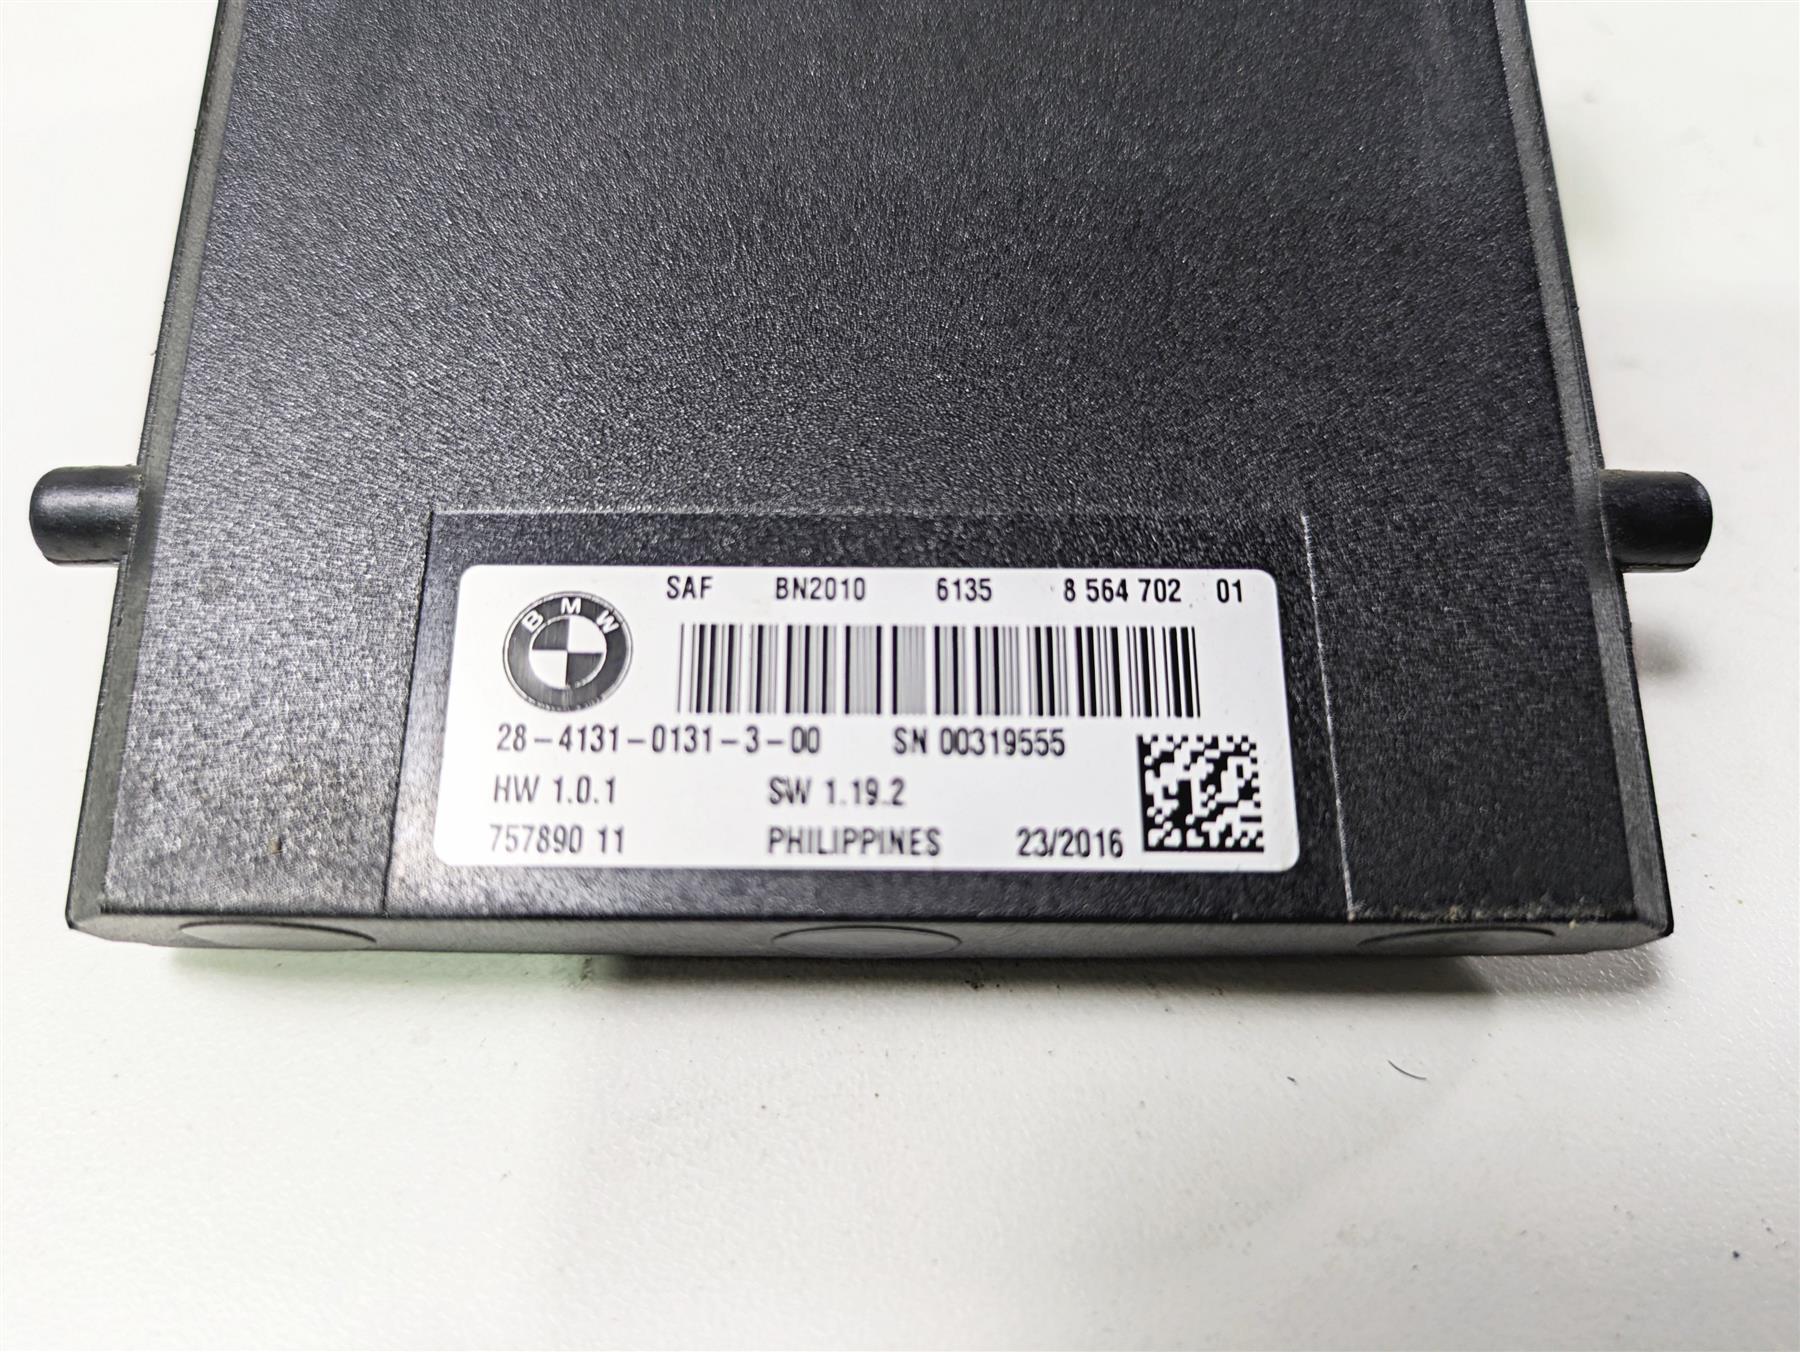 SAF BN2010 6135 8 564 702 01
BMW
28-4131-0131-3-00 SN 00319555
HW 1.0.1 SW 1.19.2
757890 11 PHILIPPINES 23/2016